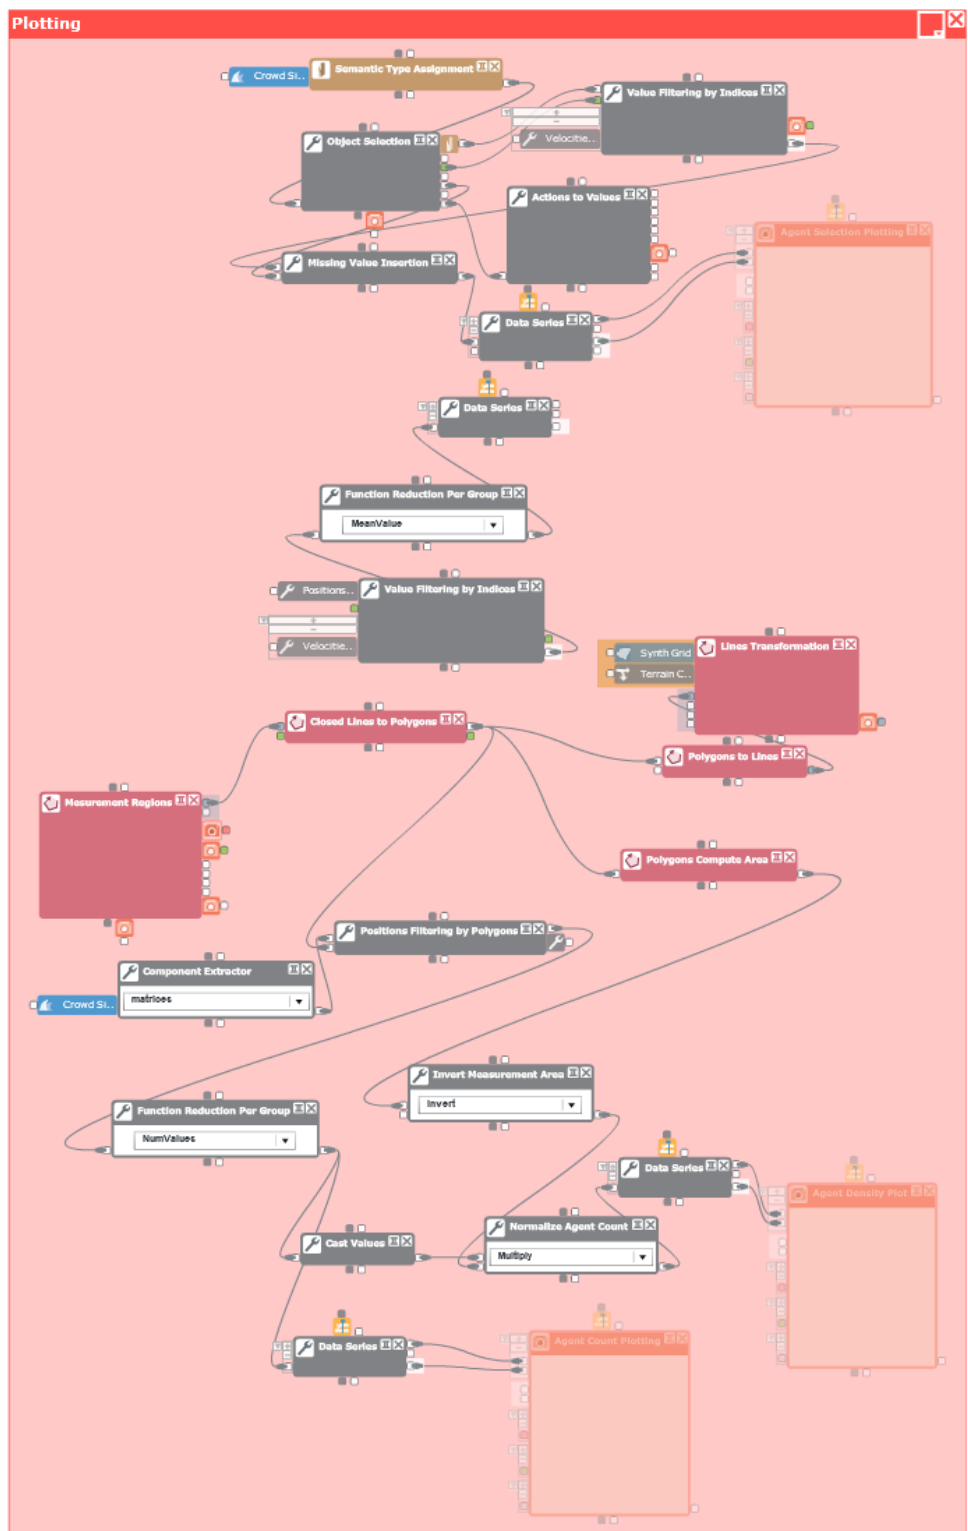 Plotting
Crowd Si..
Semantic Type Assignment
Value Filtering by Indices
Velocitie..
Object Selection
Actions to Values
Agent Selection Plotting
Missing Value Insertion
Data Series
Data Series
Function Reduction Per Group
MeanValue
Positions..
Value Filtering by Indices
Velocitie..
Synth Grid
Terrain C..
Lines Transformation
Closed Lines to Polygons
Polygons to Lines
Mesurement Regions
Polygons Compute Area
Positions Filtering by Polygons
Component Extractor
matrices
Crowd Si..
Invert Measurement Area
Invert
Function Reduction Per Group
NumValues
Data Series
Agent Density Plot
Normalize Agent Count
Multiply
Cast Values
Data Series
Agent Count Plotting